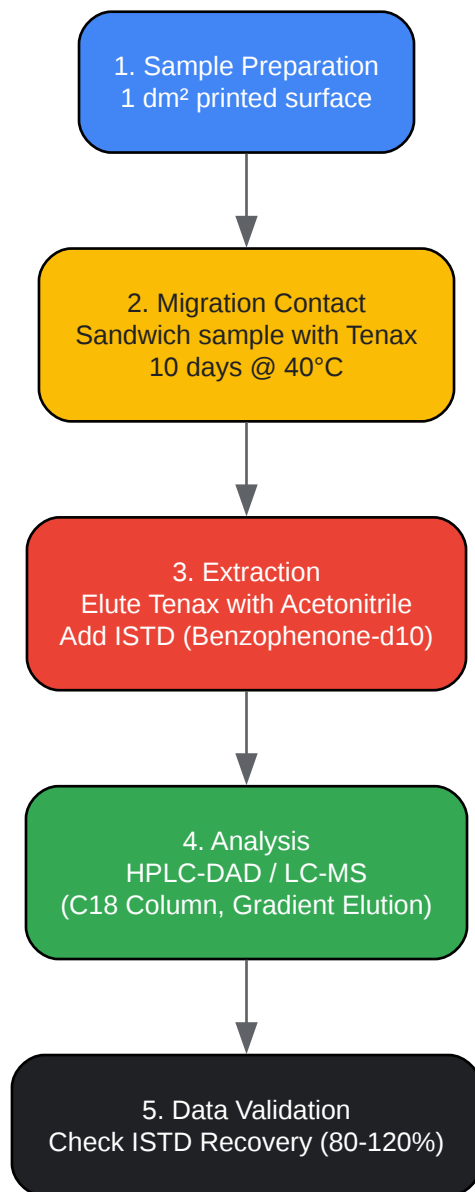 1. Sample Preparation
1 dm² printed surface
2. Migration Contact
Sandwich sample with Tenax
10 days @ 40°C
3. Extraction
Elute Tenax with Acetonitrile
Add ISTD (Benzophenone-d10)
4. Analysis
HPLC-DAD / LC-MS
(C18 Column, Gradient Elution)
5. Data Validation
Check ISTD Recovery (80-120%)